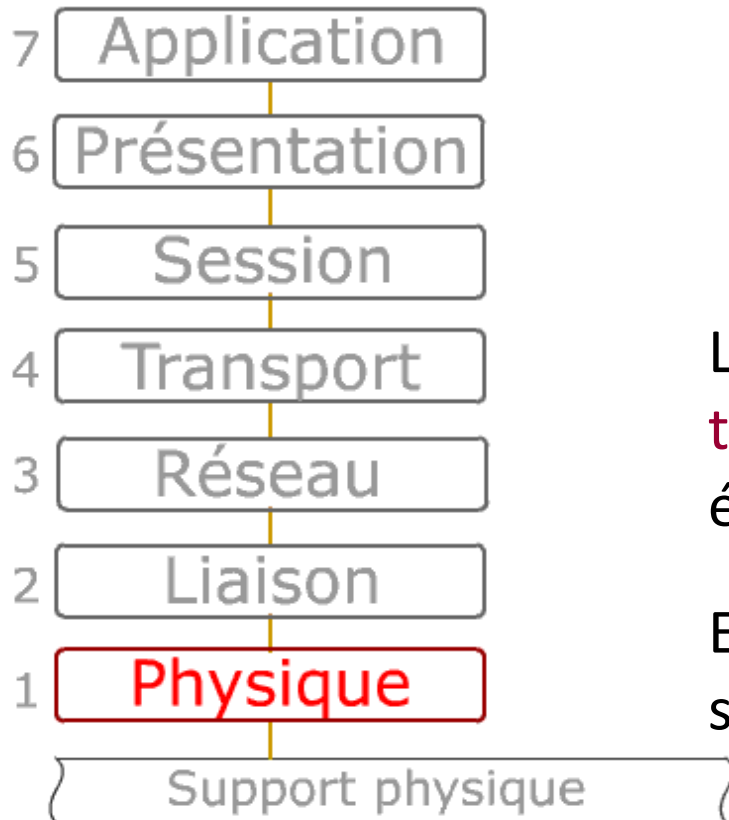 7 Application
6 Présentation
5 Session
4 Transport
3 Réseau
2 Liaison
1 Physique
Support physique